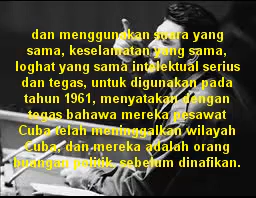 dan menggunakan suara yang
sama, keselamatan yang sama,
loghat yang sama intelektual serius
dan tegas, untuk digunakan pada
tahun 1961, menyatakan dengan
tegas bahawa mereka pesawat
Cuba telah meninggalkan wilayah
Cuba, dan mereka adalah orang
buangan politik, sebelum dinafikan.